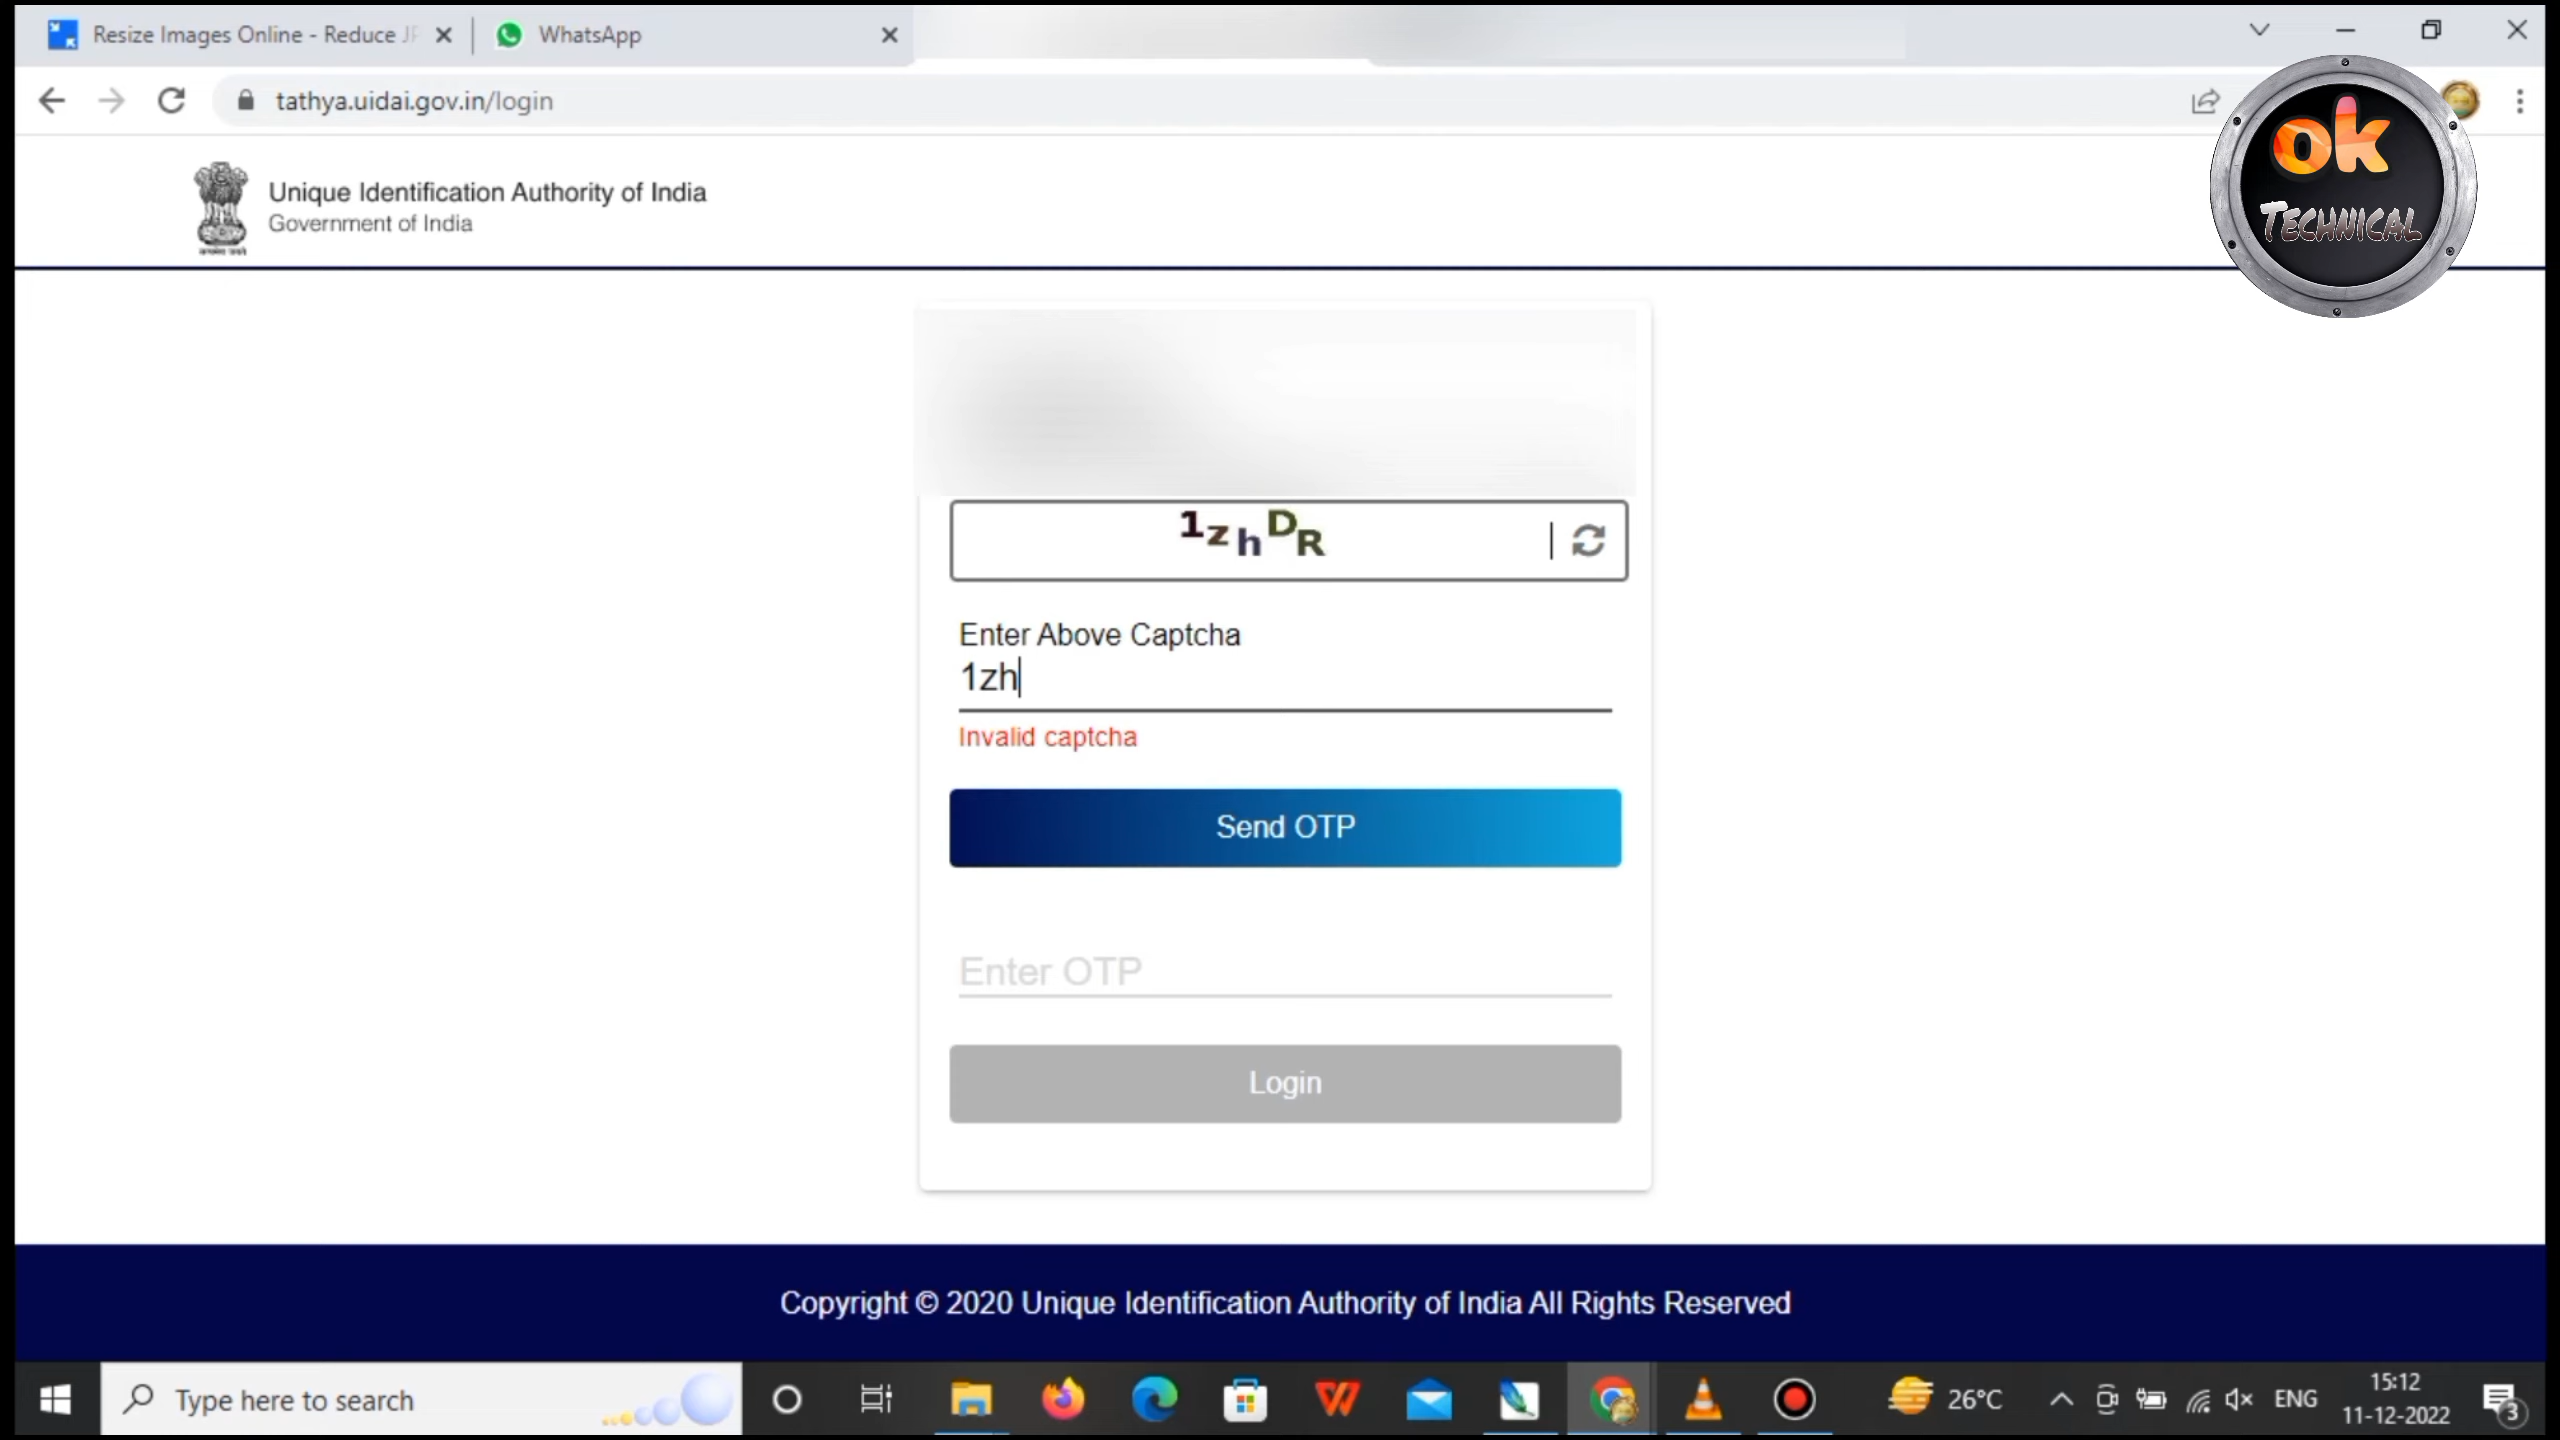 Resize Images Online - Reduce JP
WhatsApp
tathya.uidai.gov.in/login
ok
TECHNICAL
Unique Identification Authority of India
Government of India
1zhDR
Enter Above Captcha
1zh
Invalid captcha
Send OTP
Enter OTP
Login
Copyright © 2020 Unique Identification Authority of India All Rights Reserved
Type here to search
26°C
ENG
15:12
11-12-2022
3